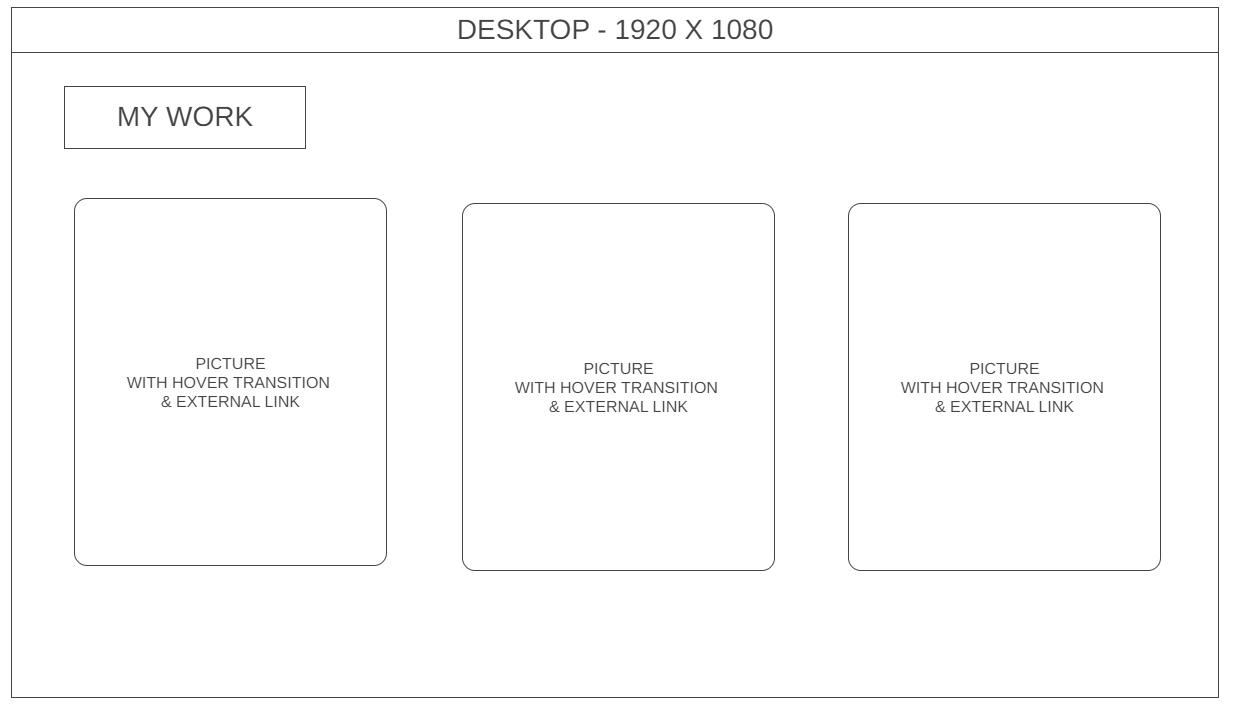 DESKTOP - 1920 X 1080
MY WORK
PICTURE
WITH HOVER TRANSITION
& EXTERNAL LINK
PICTURE
WITH HOVER TRANSITION
& EXTERNAL LINK
PICTURE
WITH HOVER TRANSITION
& EXTERNAL LINK